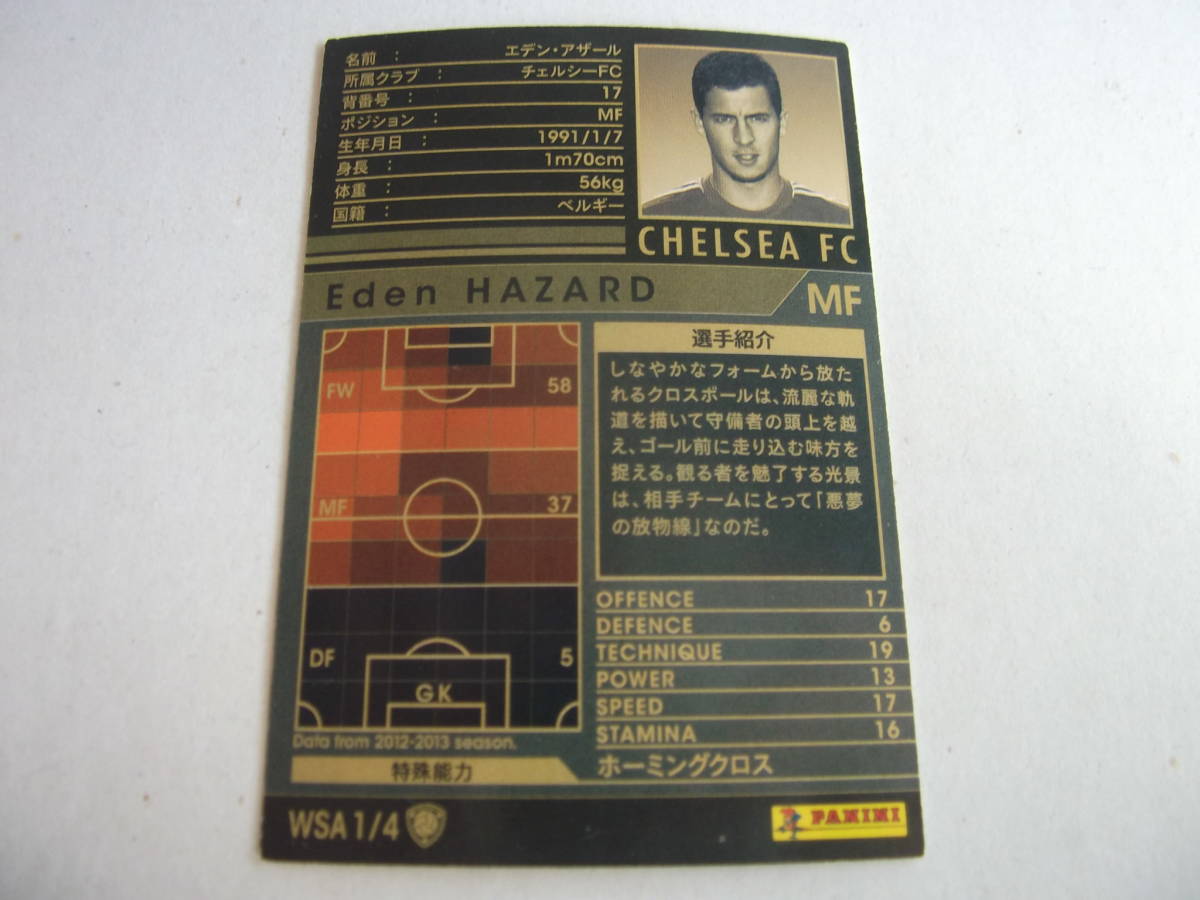 名前 : エデン・アザール
所属クラブ : チェルシーFC
背番号 : 17
ポジション : MF
生年月日 : 1991/1/7
身長 : 1m70cm
体重 : 56kg
国籍 : ベルギー
CHELSEA FC
Eden HAZARD MF
FW 58
MF 37
DF 5
GK
Data from 2012-2013 season.
選手紹介
しなやかなフォームから放た
れるクロスボールは、流麗な軌
道を描いて守備者の頭上を越
え、ゴール前に走り込む味方を
捉える。観る者を魅了する光景
は、相手チームにとって「悪夢
の放物線」なのだ。
OFFENCE 17
DEFENCE 6
TECHNIQUE 19
POWER 13
SPEED 17
STAMINA 16
特殊能力 ホーミングクロス
WSA 1/4
PANINI